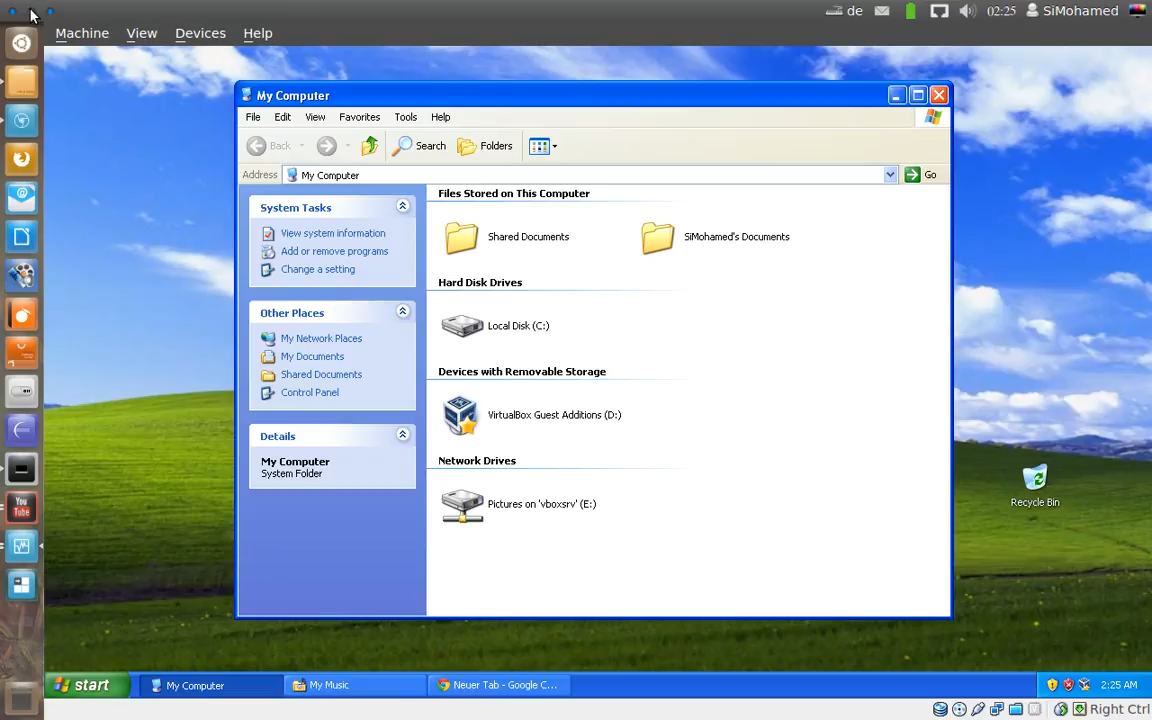 de 02:25 SiMohamed
Machine View Devices Help
My Computer
File Edit View Favorites Tools Help
Back Search Folders
Address My Computer Go
System Tasks
View system information
Add or remove programs
Change a setting
Other Places
My Network Places
My Documents
Shared Documents
Control Panel
Details
My Computer
System Folder
Files Stored on This Computer
Shared Documents SiMohamed's Documents
Hard Disk Drives
Local Disk (C:)
Devices with Removable Storage
VirtualBox Guest Additions (D:)
Network Drives
Pictures on 'vboxsrv' (E:)
Recycle Bin
You
Tube
start My Computer My Music Neuer Tab - Google C... 2:25 AM
Right Ctrl